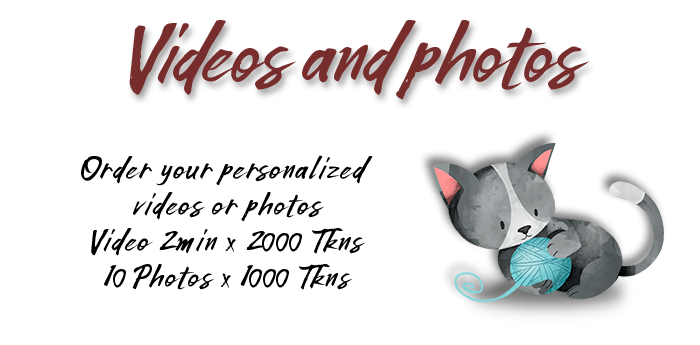 Videos and photos
Order your personalized
videos or photos
Video 2min x 2000 Tkns
10 Photos x 1000 Tkns